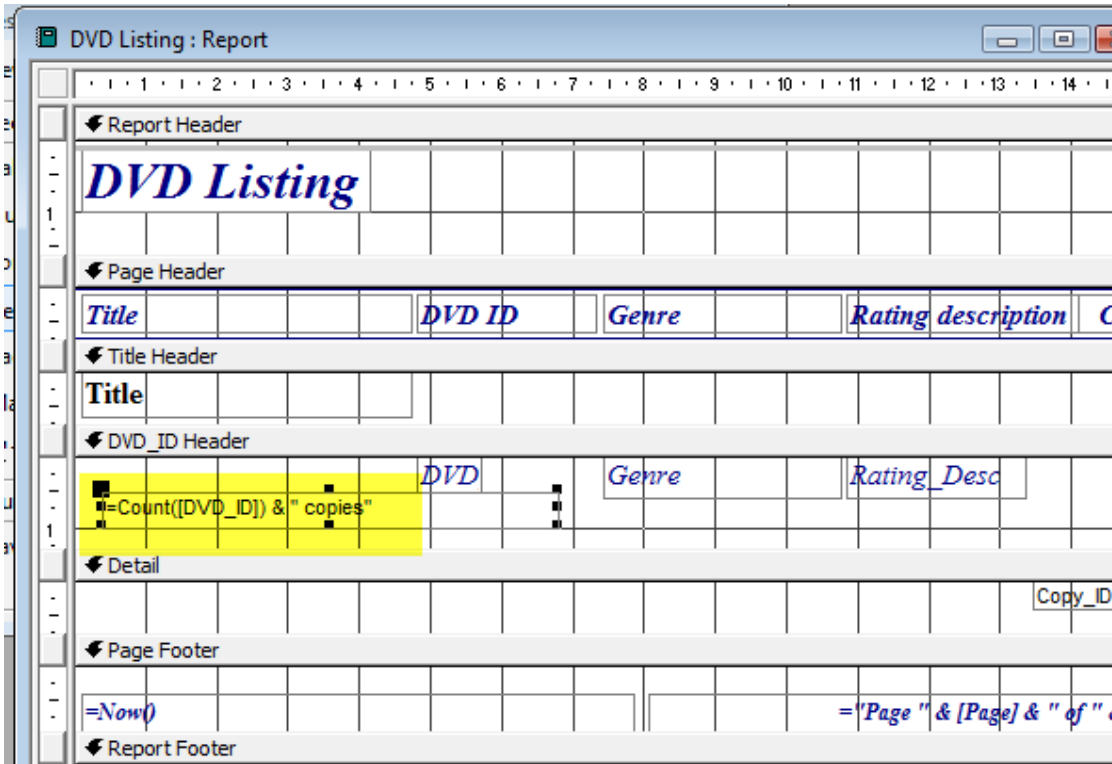 DVD Listing : Report
1 2 3 4 5 6 7 8 9 10 11 12 13 14
Report Header
DVD Listing
1
Page Header
Title DVD ID Genre Rating description
Title Header
Title
DVD_ID Header
DVD Genre Rating_Desc
=Count([DVD_ID]) & " copies"
1
Detail
Copy_ID
Page Footer
=Now() ="Page " & [Page] & " of " &
Report Footer